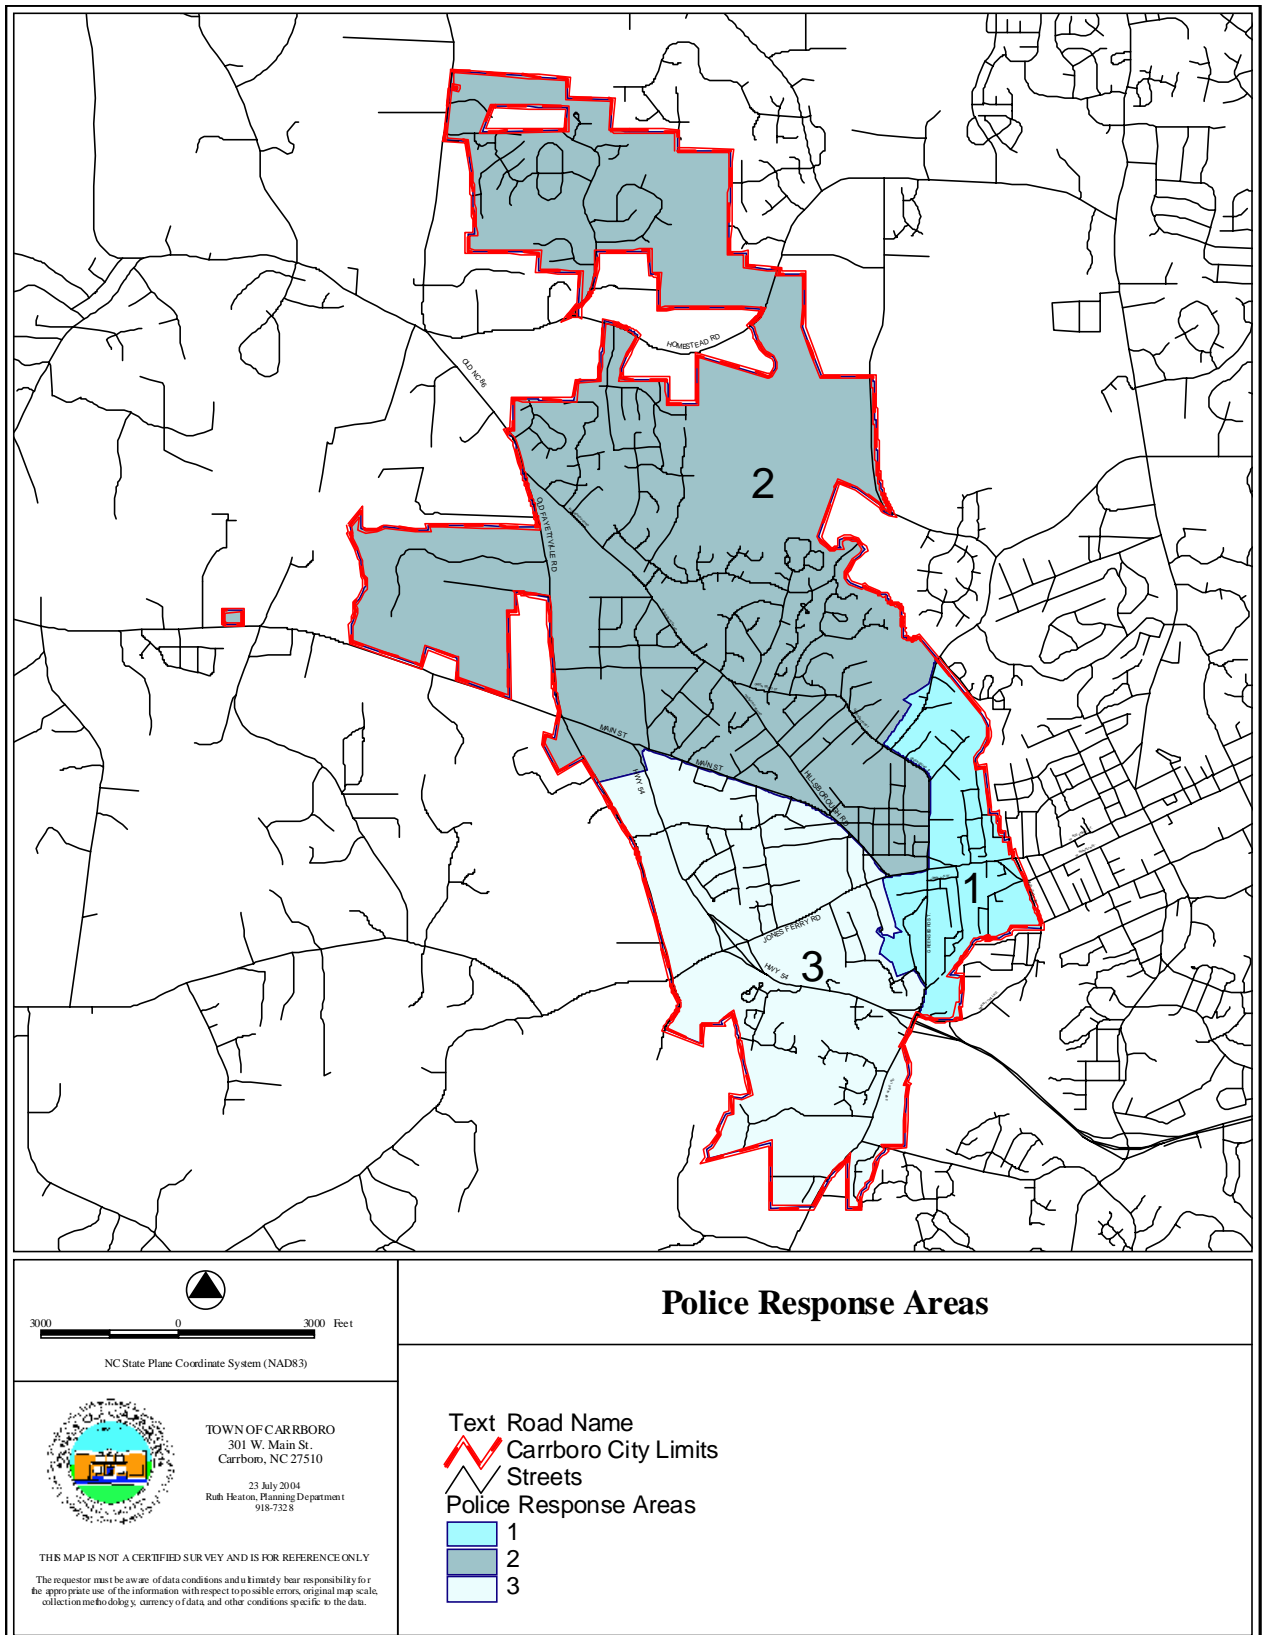 HOMESTEAD RD
OLD NC 86
2
OLD FAYETTVILLE RD
MAIN ST
MAIN ST
HWY 54
HILLSBOROUGH RD
1
JONES FERRY RD
GREENSBORO ST
HWY 54
3
Police Response Areas
3000 0 3000 Feet
NC State Plane Coordinate System (NAD83)
TOWN OF CARRBORO
301 W. Main St.
Carrboro, NC 27510
23 July 2004
Ruth Heaton, Planning Department
918-7328
THIS MAP IS NOT A CERTIFIED SURVEY AND IS FOR REFERENCE ONLY
The requestor must be aware of data conditions and ultimately bear responsibility for
the appropriate use of the information with respect to possible errors, original map scale,
collection methodology, currency of data, and other conditions specific to the data.
Text Road Name
Carrboro City Limits
Streets
Police Response Areas
1
2
3